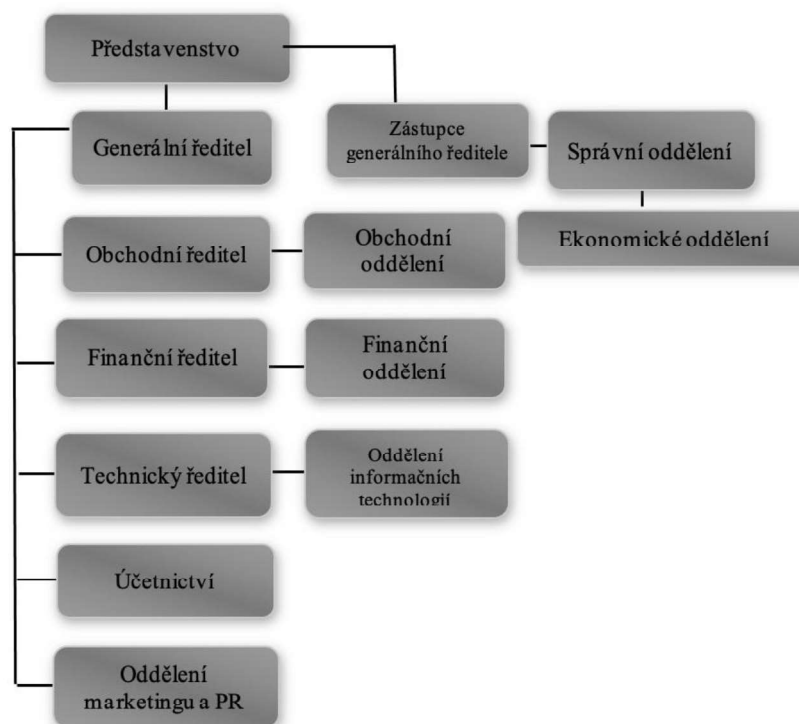 Představenstvo
Generální ředitel
Zástupce
generálního ředitele
Správní oddělení
Ekonomické oddělení
Obchodní ředitel
Obchodní
oddělení
Finanční ředitel
Finanční
oddělení
Technický ředitel
Oddělení
informačních
technologií
Účetnictví
Oddělení
marketingu a PR